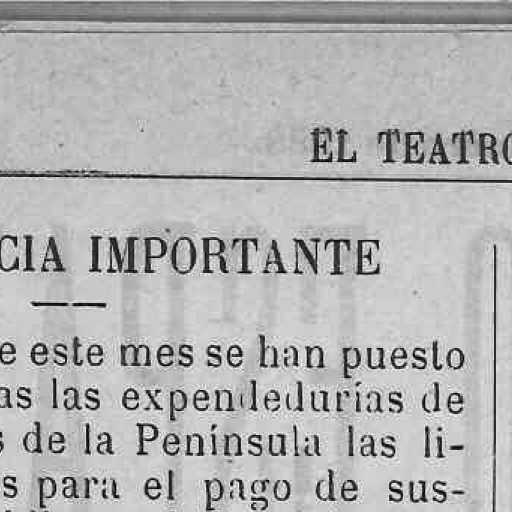 EL TEATRO
CIA IMPORTANTE
e este mes se han puesto
as las expendedurías de
s de la Península las li-
s para el pago de sus-